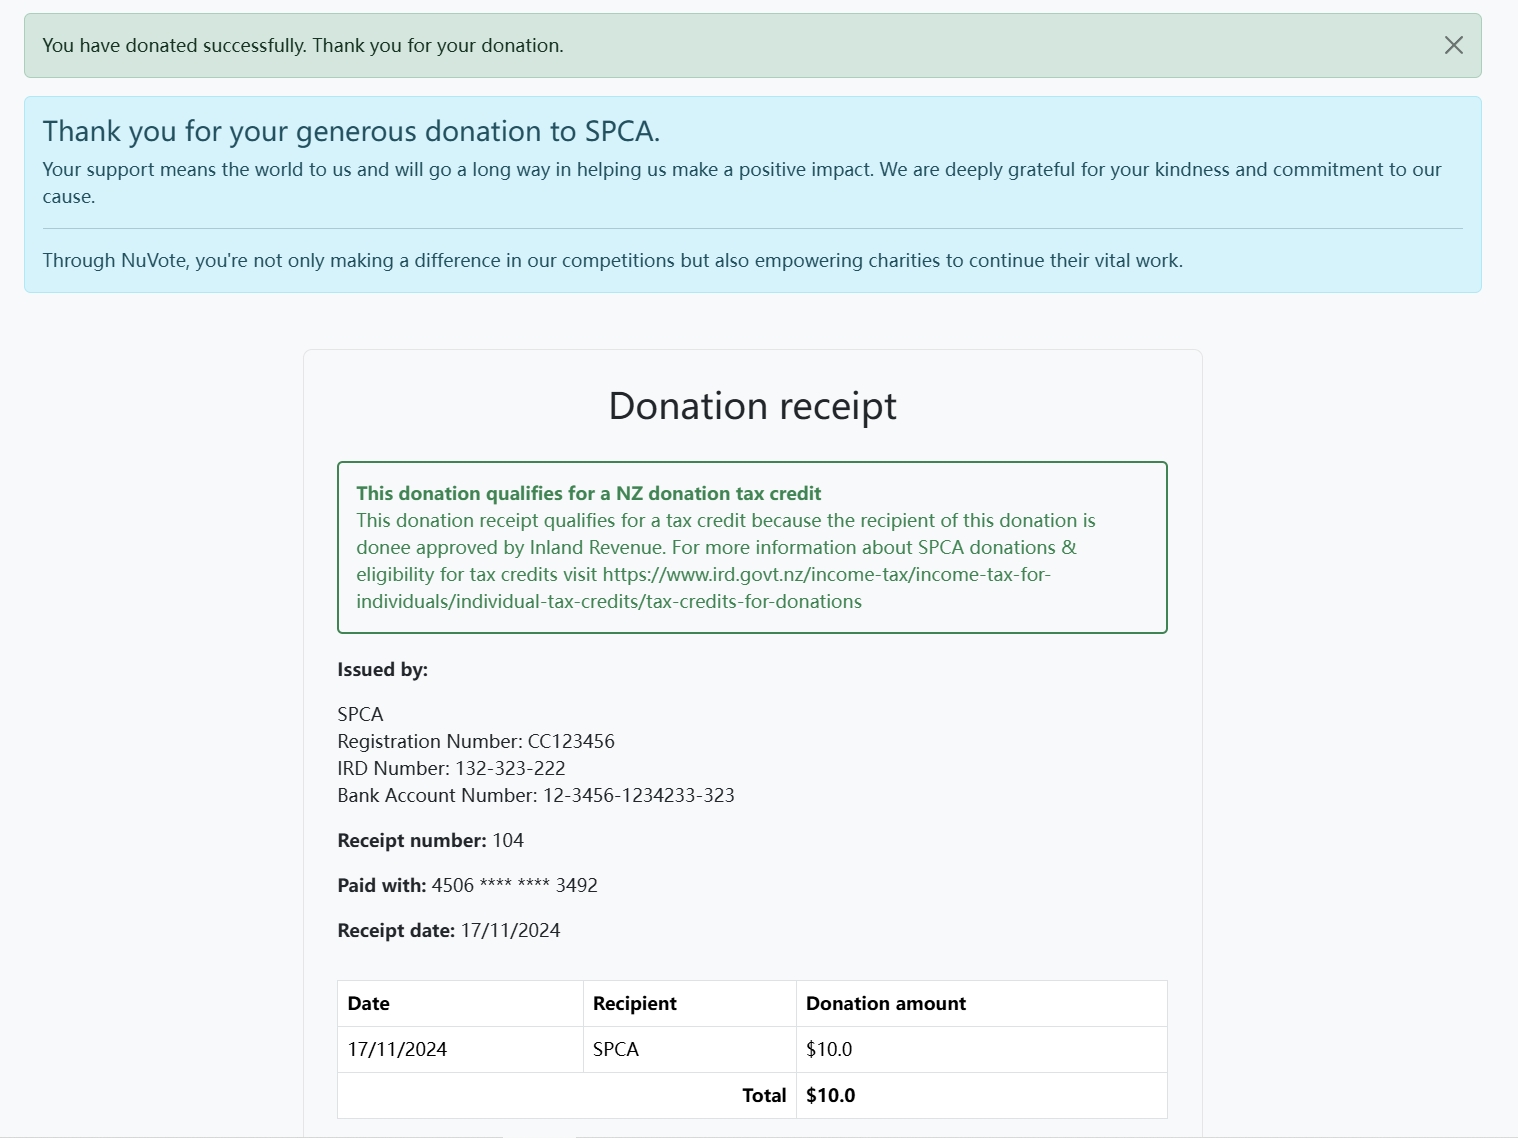 You have donated successfully. Thank you for your donation.
Thank you for your generous donation to SPCA.
Your support means the world to us and will go a long way in helping us make a positive impact. We are deeply grateful for your kindness and commitment to our
cause.
Through NuVote, you're not only making a difference in our competitions but also empowering charities to continue their vital work.
Donation receipt
This donation qualifies for a NZ donation tax credit
This donation receipt qualifies for a tax credit because the recipient of this donation is
donee approved by Inland Revenue. For more information about SPCA donations &
eligibility for tax credits visit https://www.ird.govt.nz/income-tax/income-tax-for-
individuals/individual-tax-credits/tax-credits-for-donations
Issued by:
SPCA
Registration Number: CC123456
IRD Number: 132-323-222
Bank Account Number: 12-3456-1234233-323
Receipt number: 104
Paid with: 4506 **** **** 3492
Receipt date: 17/11/2024
Date Recipient Donation amount
17/11/2024 SPCA $10.0
Total $10.0